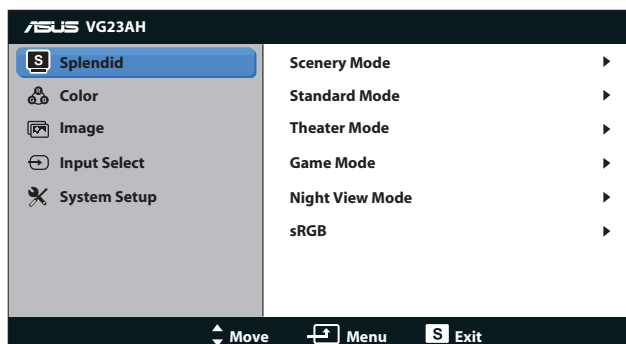 ASUS VG23AH
S Splendid
Color
Image
Input Select
System Setup
Scenery Mode
Standard Mode
Theater Mode
Game Mode
Night View Mode
sRGB
Move Menu S Exit